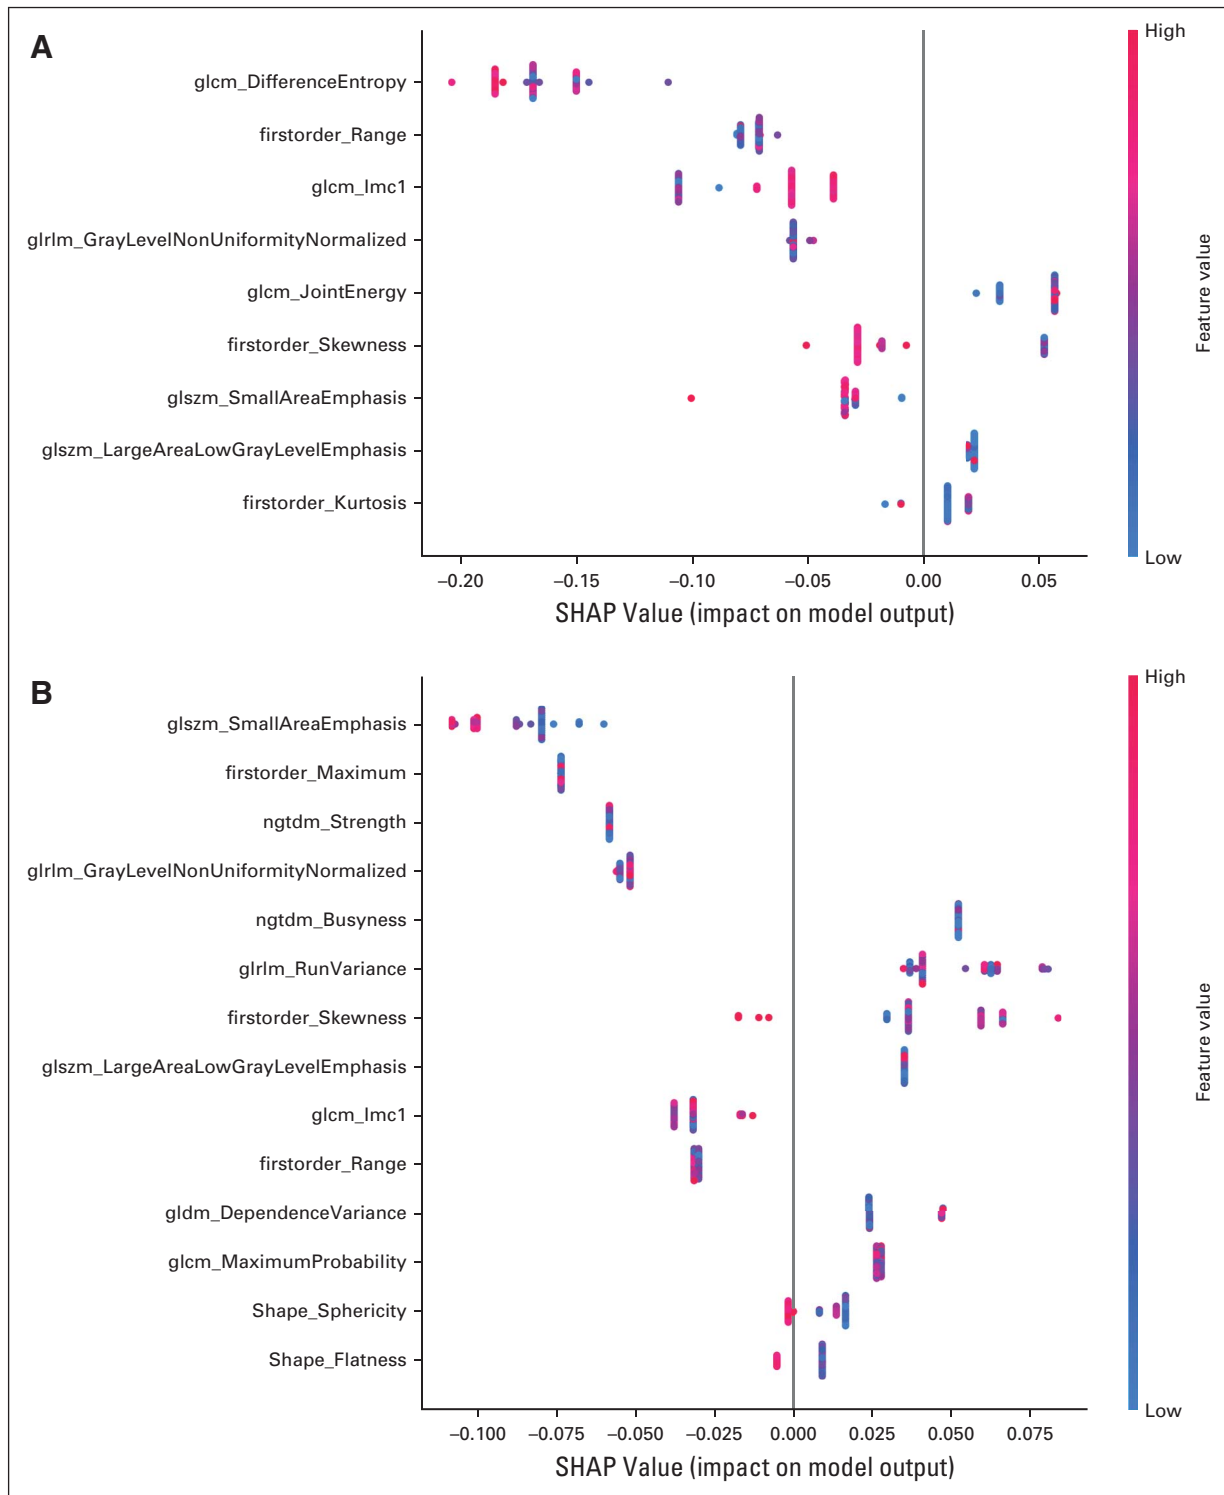 A
High
glcm_DifferenceEntropy
firstorder_Range
glcm_Imc1
glrlm_GrayLevelNonUniformityNormalized
glcm_JointEnergy
firstorder_Skewness
glszm_SmallAreaEmphasis
glszm_LargeAreaLowGrayLevelEmphasis
firstorder_Kurtosis
Feature value
Low
−0.20 −0.15 −0.10 −0.05 0.00 0.05
SHAP Value (impact on model output)
B
High
glszm_SmallAreaEmphasis
firstorder_Maximum
ngtdm_Strength
glrlm_GrayLevelNonUniformityNormalized
ngtdm_Busyness
glrlm_RunVariance
firstorder_Skewness
glszm_LargeAreaLowGrayLevelEmphasis
glcm_Imc1
firstorder_Range
gldm_DependenceVariance
glcm_MaximumProbability
Shape_Sphericity
Shape_Flatness
Feature value
Low
−0.100 −0.075 −0.050 −0.025 0.000 0.025 0.050 0.075
SHAP Value (impact on model output)